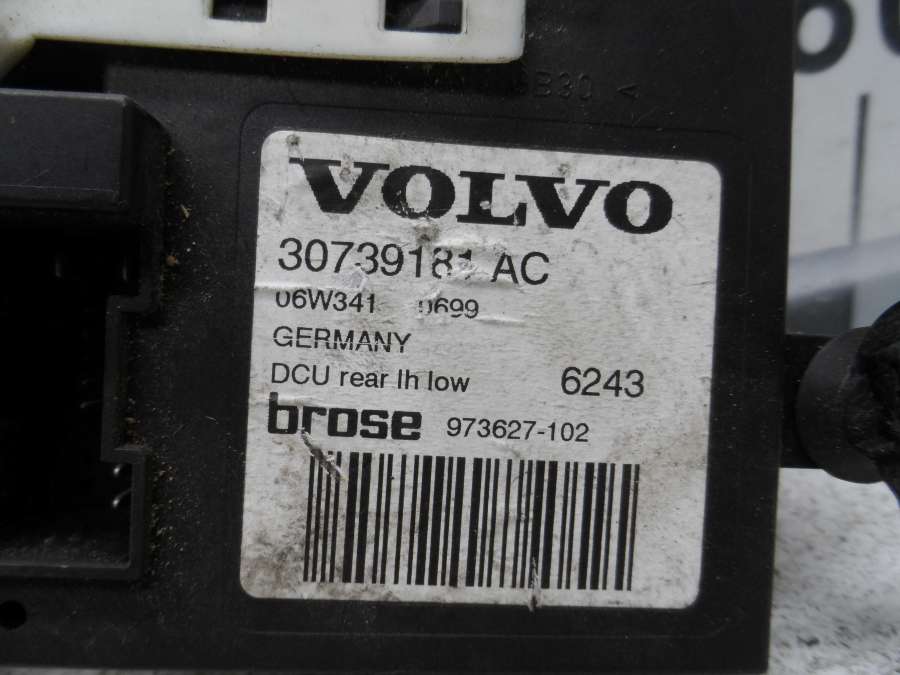 VOLVO
30739181 AC
06W341 0699
GERMANY
DCU rear lh low 6243
brose 973627-102